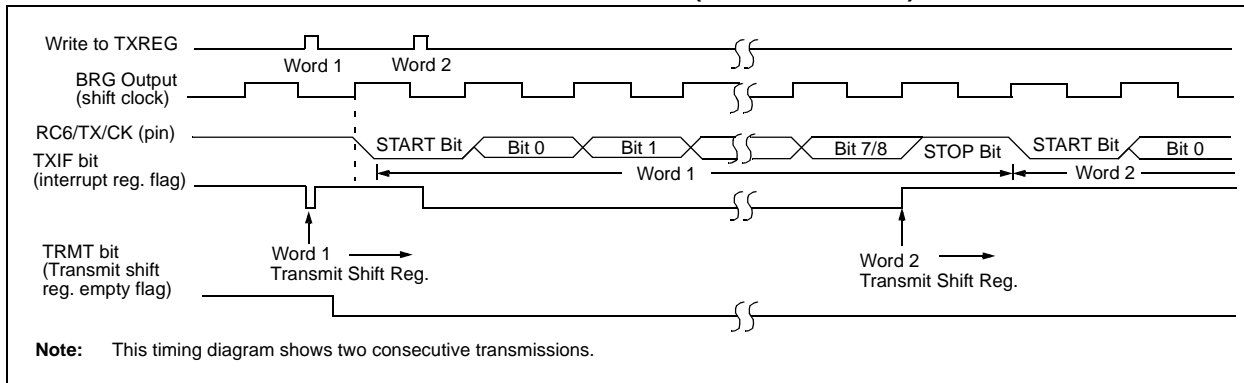 Write to TXREG
Word 1
Word 2
BRG Output
(shift clock)
RC6/TX/CK (pin)
START Bit
Bit 0
Bit 1
Bit 7/8
STOP Bit
START Bit
Bit 0
TXIF bit
(interrupt reg. flag)
Word 1
Word 2
TRMT bit
(Transmit shift
reg. empty flag)
Word 1
Transmit Shift Reg.
Word 2
Transmit Shift Reg.
Note: This timing diagram shows two consecutive transmissions.